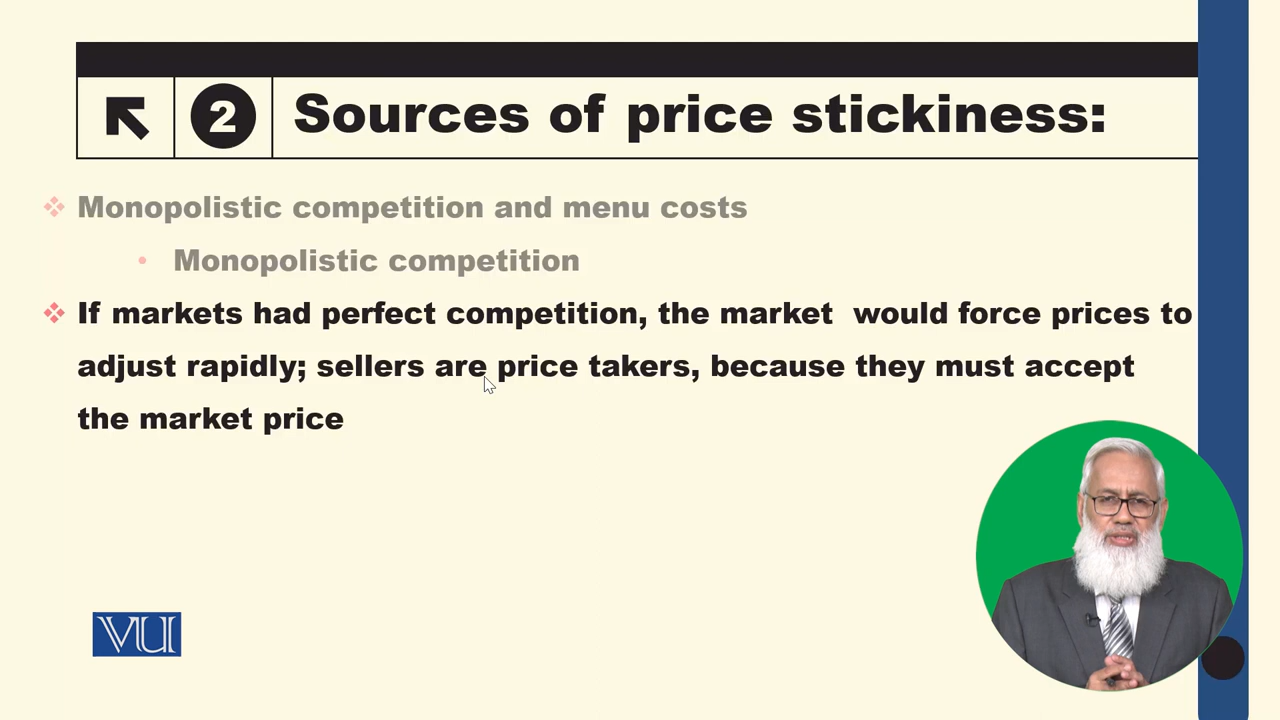 2 Sources of price stickiness:
Monopolistic competition and menu costs
Monopolistic competition
If markets had perfect competition, the market would force prices to
adjust rapidly; sellers are price takers, because they must accept
the market price
VU